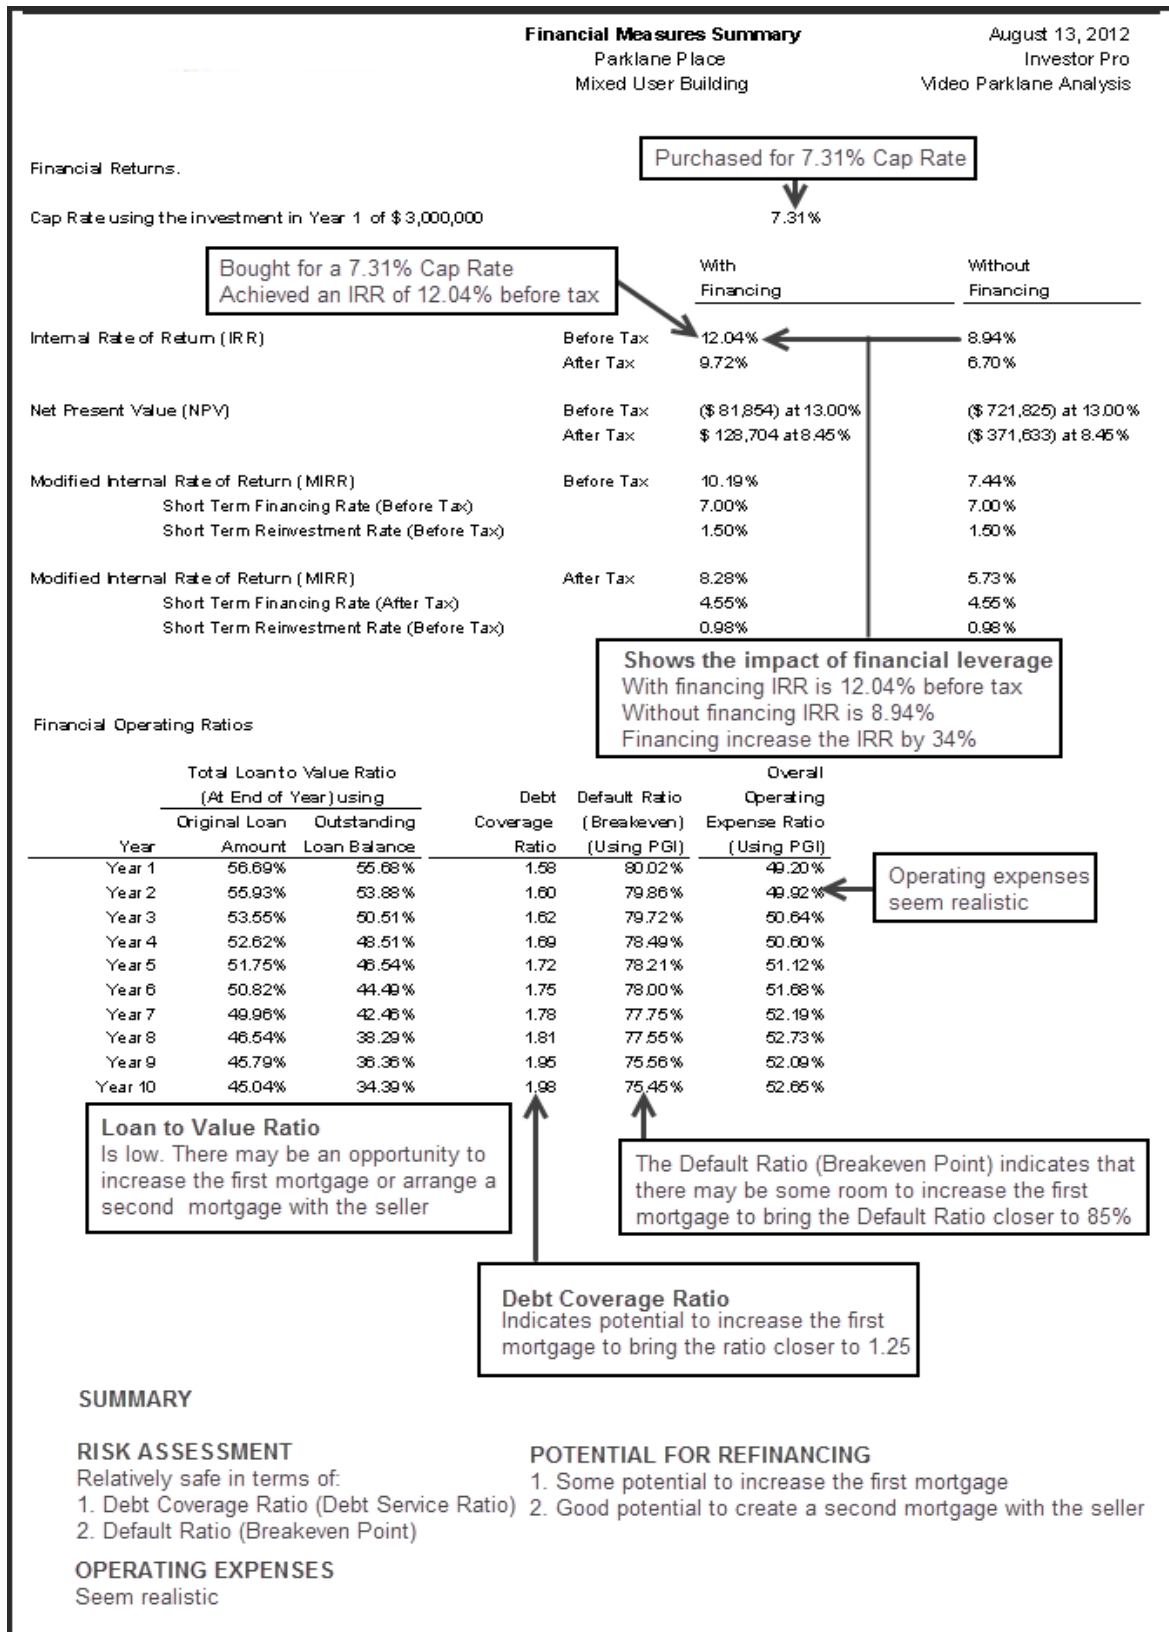 Financial Measures Summary
Parklane Place
Mixed User Building
August 13, 2012
Investor Pro
Video Parklane Analysis
Purchased for 7.31% Cap Rate
Financial Returns.
Cap Rate using the investment in Year 1 of $ 3,000,000 7.31%
Bought for a 7.31% Cap Rate
Achieved an IRR of 12.04% before tax
With Financing
Without Financing
Internal Rate of Return (IRR) Before Tax 12.04% 8.94%
After Tax 9.72% 6.70%
Net Present Value (NPV) Before Tax ($ 81,854) at 13.00% ($ 721,825) at 13.00%
After Tax $ 128,704 at 8.45% ($ 371,633) at 8.45%
Modified Internal Rate of Return (MIRR) Before Tax 10.19% 7.44%
Short Term Financing Rate (Before Tax) 7.00% 7.00%
Short Term Reinvestment Rate (Before Tax) 1.50% 1.50%
Modified Internal Rate of Return (MIRR) After Tax 8.28% 5.73%
Short Term Financing Rate (After Tax) 4.55% 4.55%
Short Term Reinvestment Rate (Before Tax) 0.98% 0.98%
Shows the impact of financial leverage
With financing IRR is 12.04% before tax
Without financing IRR is 8.94%
Financing increase the IRR by 34%
Financial Operating Ratios
Total Loan to Value Ratio Overall
(At End of Year) using Debt Default Ratio Operating
Original Loan Outstanding Coverage (Breakeven) Expense Ratio
Year Amount Loan Balance Ratio (Using PGI) (Using PGI)
Year 1 56.69% 55.68% 1.58 80.02% 49.20%
Year 2 55.93% 53.88% 1.60 79.86% 49.92%
Year 3 53.55% 50.51% 1.62 79.72% 50.64%
Year 4 52.62% 48.51% 1.69 78.49% 50.60%
Year 5 51.75% 46.54% 1.72 78.21% 51.12%
Year 6 50.82% 44.49% 1.75 78.00% 51.68%
Year 7 49.96% 42.46% 1.78 77.75% 52.19%
Year 8 46.54% 38.29% 1.81 77.55% 52.73%
Year 9 45.79% 36.36% 1.95 75.56% 52.09%
Year 10 45.04% 34.39% 1.98 75.45% 52.65%
Operating expenses
seem realistic
Loan to Value Ratio
Is low. There may be an opportunity to
increase the first mortgage or arrange a
second mortgage with the seller
The Default Ratio (Breakeven Point) indicates that
there may be some room to increase the first
mortgage to bring the Default Ratio closer to 85%
Debt Coverage Ratio
Indicates potential to increase the first
mortgage to bring the ratio closer to 1.25
SUMMARY
RISK ASSESSMENT
Relatively safe in terms of:
1. Debt Coverage Ratio (Debt Service Ratio)
2. Default Ratio (Breakeven Point)
POTENTIAL FOR REFINANCING
1. Some potential to increase the first mortgage
2. Good potential to create a second mortgage with the seller
OPERATING EXPENSES
Seem realistic